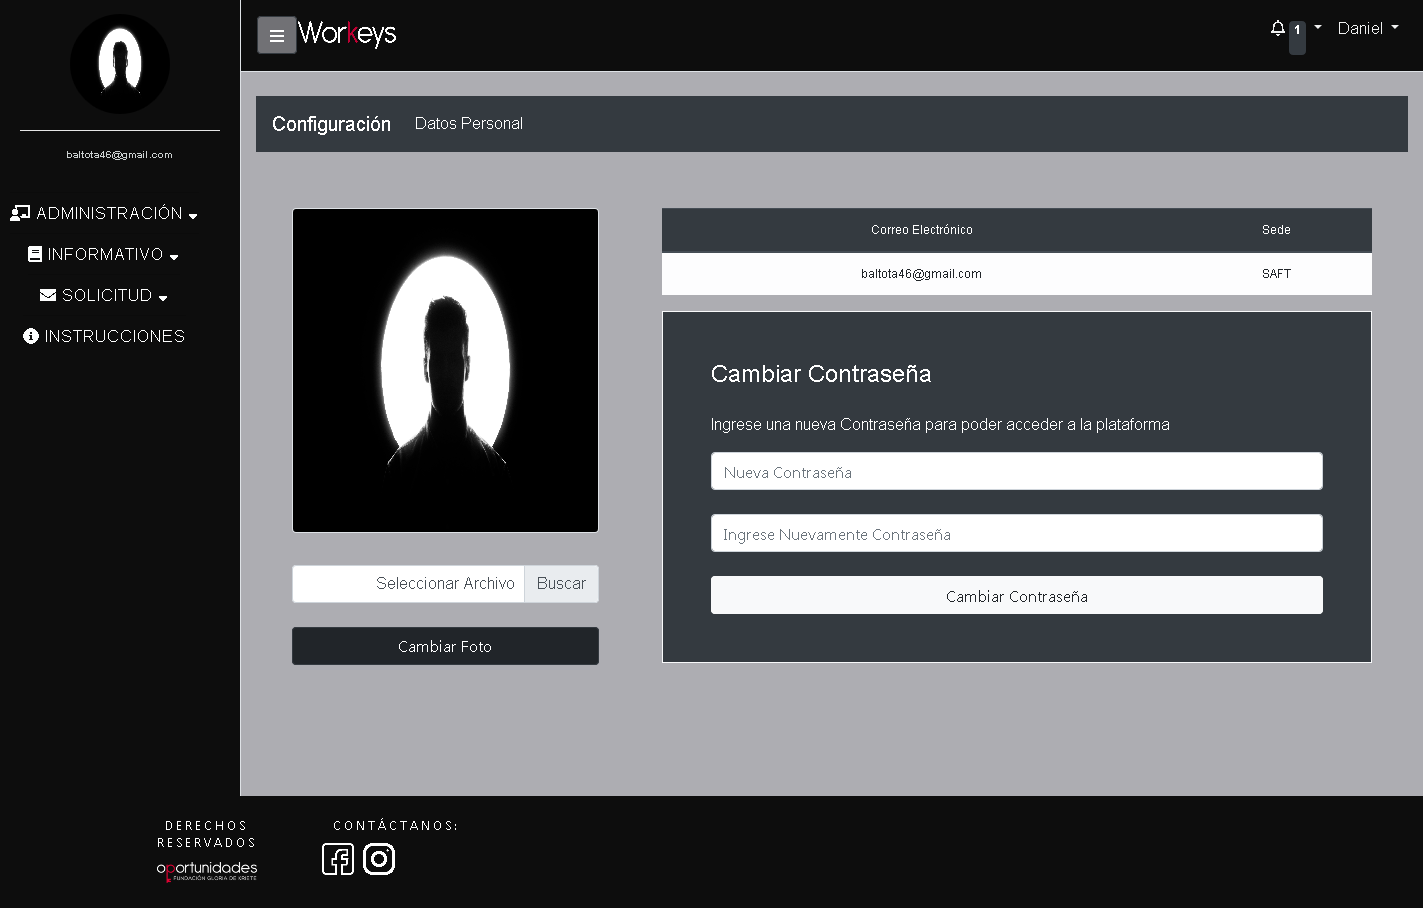 Workeys
1
Daniel
baltota46@gmail.com
ADMINISTRACIÓN
INFORMATIVO
SOLICITUD
INSTRUCCIONES
Configuración Datos Personal
Seleccionar Archivo Buscar
Cambiar Foto
Correo Electrónico Sede
baltota46@gmail.com SAFT
Cambiar Contraseña
Ingrese una nueva Contraseña para poder acceder a la plataforma
Nueva Contraseña
Ingrese Nuevamente Contraseña
Cambiar Contraseña
DERECHOS
RESERVADOS
oportunidades
FUNDACIÓN GLORIA DE KRIETE
CONTÁCTANOS: